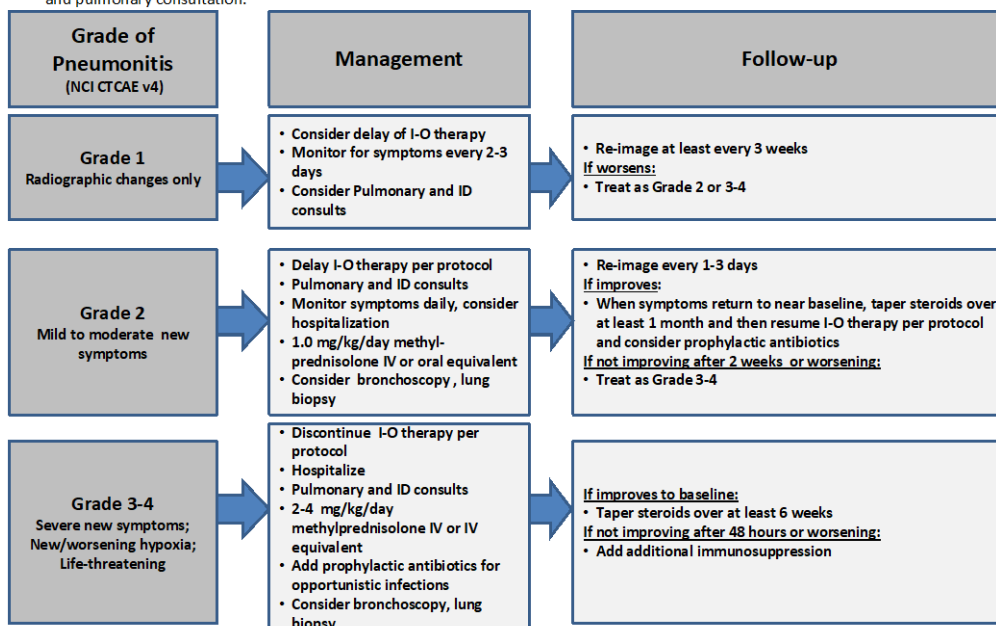 and pulmonary consultation.
Grade of
Pneumonitis
(NCI CTCAE v4)
Management
Follow-up
Grade 1
Radiographic changes only
• Consider delay of I-O therapy
• Monitor for symptoms every 2-3
days
• Consider Pulmonary and ID
consults
• Re-image at least every 3 weeks
If worsens:
• Treat as Grade 2 or 3-4
Grade 2
Mild to moderate new
symptoms
• Delay I-O therapy per protocol
• Pulmonary and ID consults
• Monitor symptoms daily, consider
hospitalization
• 1.0 mg/kg/day methyl-
prednisolone IV or oral equivalent
• Consider bronchoscopy , lung
biopsy
• Re-image every 1-3 days
If improves:
• When symptoms return to near baseline, taper steroids over
at least 1 month and then resume I-O therapy per protocol
and consider prophylactic antibiotics
If not improving after 2 weeks or worsening:
• Treat as Grade 3-4
Grade 3-4
Severe new symptoms;
New/worsening hypoxia;
Life-threatening
• Discontinue I-O therapy per
protocol
• Hospitalize
• Pulmonary and ID consults
• 2-4 mg/kg/day
methylprednisolone IV or IV
equivalent
• Add prophylactic antibiotics for
opportunistic infections
• Consider bronchoscopy, lung
biopsy
If improves to baseline:
• Taper steroids over at least 6 weeks
If not improving after 48 hours or worsening:
• Add additional immunosuppression